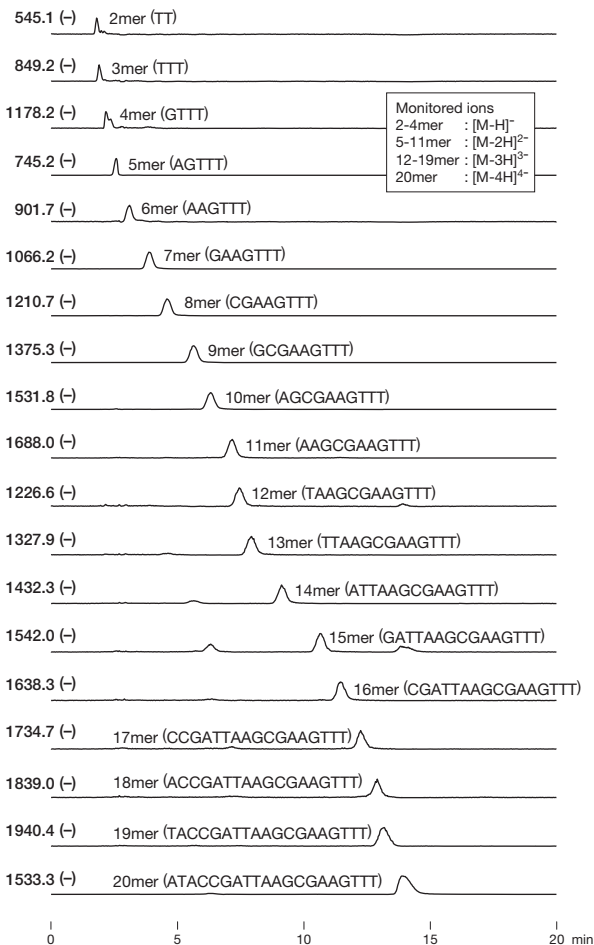 545.1 (–) 2mer (TT)
849.2 (–) 3mer (TTT)
1178.2 (–) 4mer (GTTT)
Monitored ions
2-4mer : [M-H]⁻
5-11mer : [M-2H]²⁻
12-19mer : [M-3H]³⁻
20mer : [M-4H]⁴⁻
745.2 (–) 5mer (AGTTT)
901.7 (–) 6mer (AAGTTT)
1066.2 (–) 7mer (GAAGTTT)
1210.7 (–) 8mer (CGAAGTTT)
1375.3 (–) 9mer (GCGAAGTTT)
1531.8 (–) 10mer (AGCGAAGTTT)
1688.0 (–) 11mer (AAGCGAAGTTT)
1226.6 (–) 12mer (TAAGCGAAGTTT)
1327.9 (–) 13mer (TTAAGCGAAGTTT)
1432.3 (–) 14mer (ATTAAGCGAAGTTT)
1542.0 (–) 15mer (GATTAAGCGAAGTTT)
1638.3 (–) 16mer (CGATTAAGCGAAGTTT)
1734.7 (–) 17mer (CCGATTAAGCGAAGTTT)
1839.0 (–) 18mer (ACCGATTAAGCGAAGTTT)
1940.4 (–) 19mer (TACCGATTAAGCGAAGTTT)
1533.3 (–) 20mer (ATACCGATTAAGCGAAGTTT)
0 5 10 15 20 min